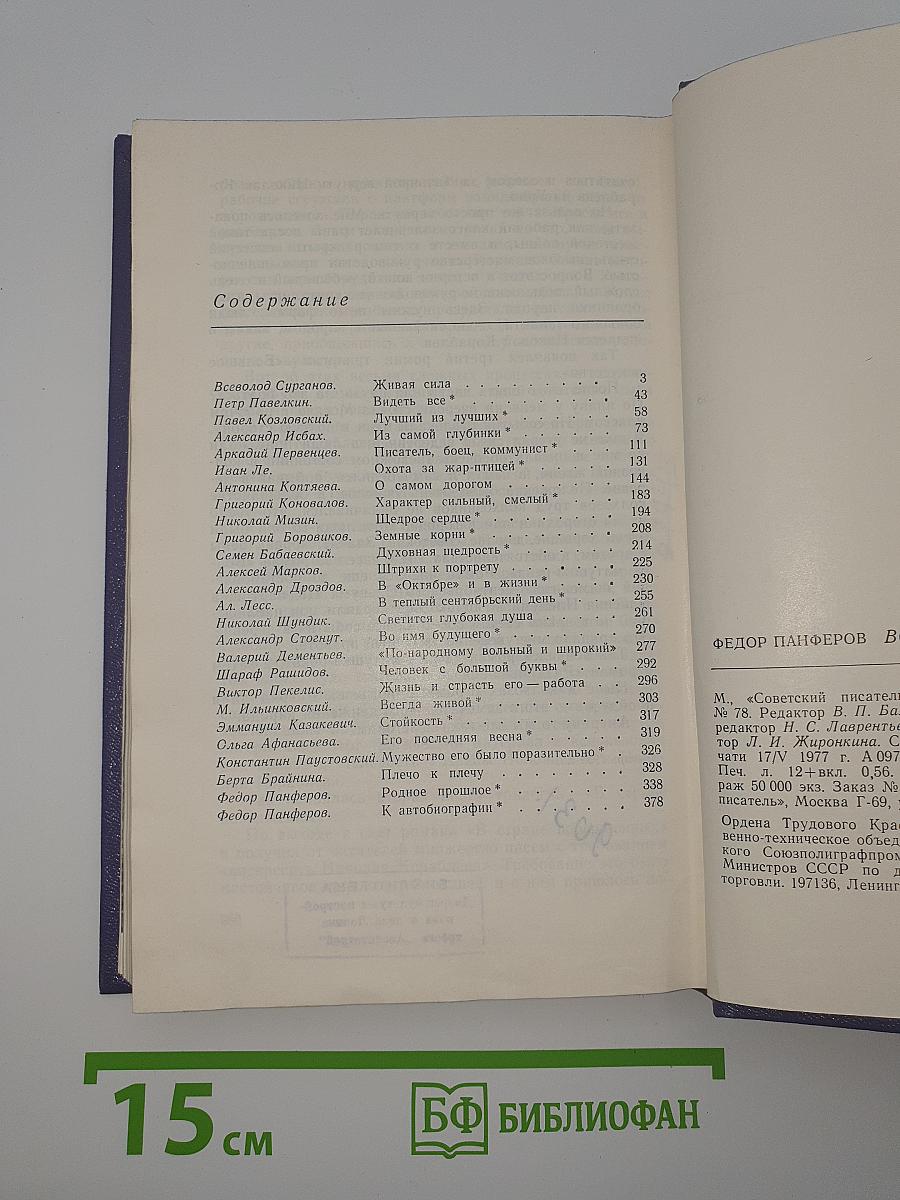 Содержание
Всеволод Сурганов. Живая сила . . . . . . . . . 3
Петр Павелкин. Видеть все * . . . . . . . . 43
Павел Козловский. Лучший из лучших * . . . . . . 58
Александр Исбах. Из самой глубинки * . . . . . . 73
Аркадий Первенцев. Писатель, боец, коммунист * . . . 111
Иван Ле. Охота за жар-птицей * . . . . . 131
Антонина Коптяева. О самом дорогом . . . . . . . 144
Григорий Коновалов. Характер сильный, смелый * . . . 183
Николай Мизин. Щедрое сердце * . . . . . . . . 194
Григорий Боровиков. Земные корни * . . . . . . . . 208
Семен Бабаевский. Духовная щедрость * . . . . . . 214
Алексей Марков. Штрихи к портрету . . . . . . 225
Александр Дроздов. В «Октябре» и в жизни * . . . . 230
Ал. Лесс. В теплый сентябрьский день * . . . 255
Николай Шундик. Светится глубокая душа . . . . . 261
Александр Стогнут. Во имя будущего * . . . . . . . 270
Валерий Дементьев. «По-народному вольный и широкий» 277
Шараф Рашидов. Человек с большой буквы * . . . 292
Виктор Пекелис. Жизнь и страсть его — работа . . 296
М. Ильинковский. Всегда живой * . . . . . . . . 303
Эммануил Казакевич. Стойкость * . . . . . . . . . . 317
Ольга Афанасьева. Его последняя весна * . . . . . 319
Константин Паустовский. Мужество его было поразительно * . 326
Берта Брайнина. Плечо к плечу . . . . . . . . 328
Федор Панферов. Родное прошлое * . . . . . . . 338
Федор Панферов. К автобиографии * . . . . . . . 378
ФЕДОР ПАНФЕРОВ
М., «Советский писатель
№ 78. Редактор В. П. Бал
редактор Н. С. Лавренть
тор Л. И. Жиронкина. С
чати 17/V 1977 г. А 097
Печ. л. 12+вкл. 0,56.
раж 50 000 экз. Заказ №
писатель», Москва Г-69,
Ордена Трудового Кра
венно-техническое объед
кого Союзполиграфпром
Министров СССР по д
торговли. 197136, Ленинг
15 см
БФ БИБЛИОФАН